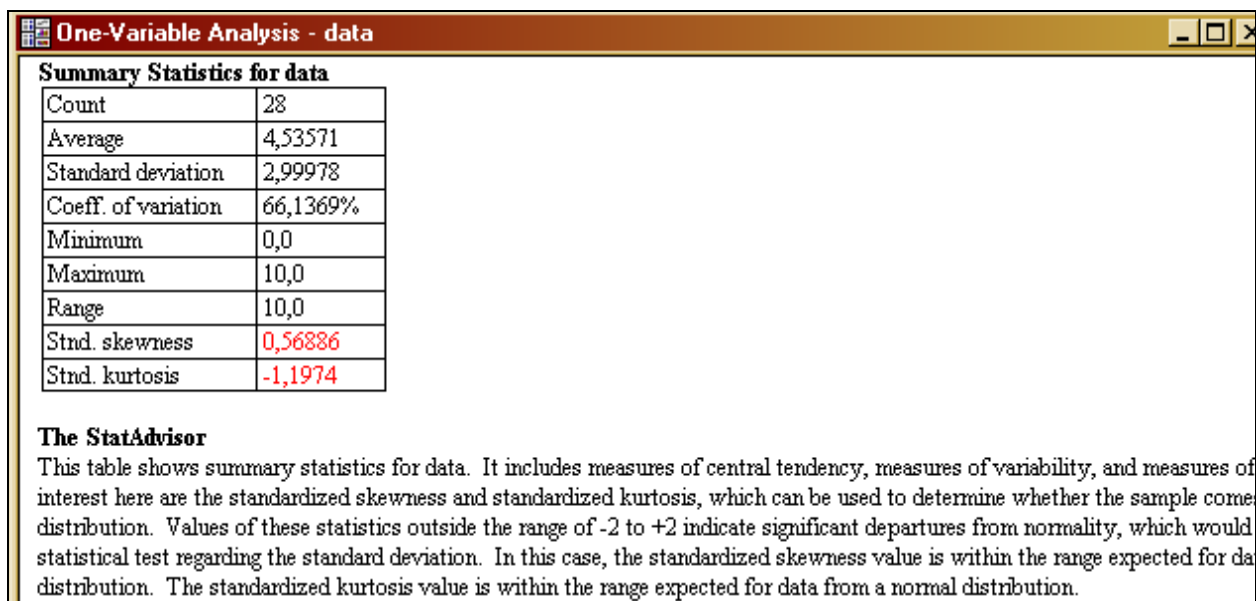 One-Variable Analysis - data
Summary Statistics for data
Count 28
Average 4,53571
Standard deviation 2,99978
Coeff. of variation 66,1369%
Minimum 0,0
Maximum 10,0
Range 10,0
Stnd. skewness 0,56886
Stnd. kurtosis -1,1974
The StatAdvisor
This table shows summary statistics for data.  It includes measures of central tendency, measures of variability, and measures of
interest here are the standardized skewness and standardized kurtosis, which can be used to determine whether the sample comes
distribution.  Values of these statistics outside the range of -2 to +2 indicate significant departures from normality, which would
statistical test regarding the standard deviation.  In this case, the standardized skewness value is within the range expected for da
distribution.  The standardized kurtosis value is within the range expected for data from a normal distribution.